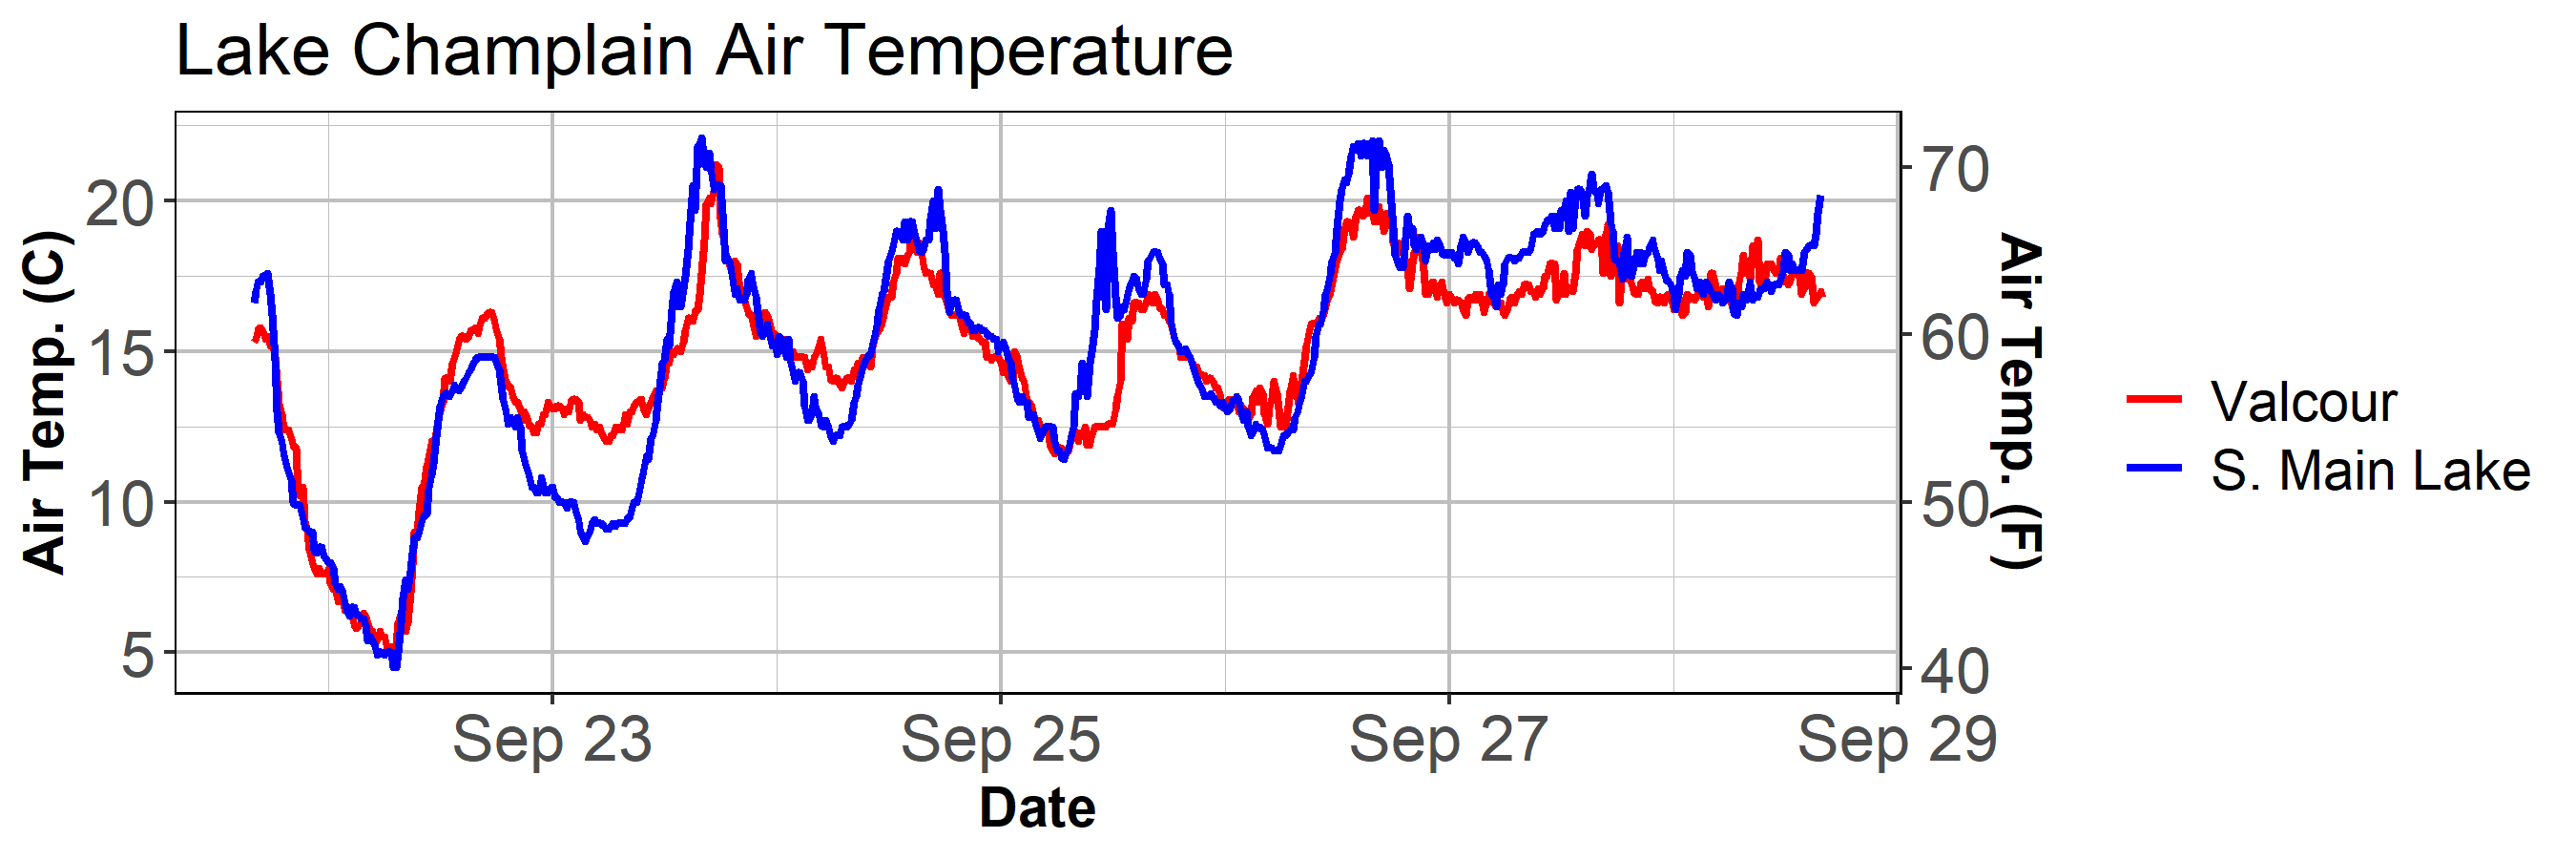 Lake Champlain Air Temperature
Air Temp. (C)
20
15
10
5
70
60
50
40
Air Temp. (F)
Sep 23
Sep 25
Sep 27
Sep 29
Date
Valcour
S. Main Lake